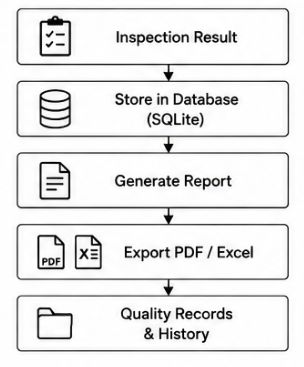 Inspection Result
Store in Database
(SQLite)
Generate Report
PDF
X
Export PDF / Excel
Quality Records
& History